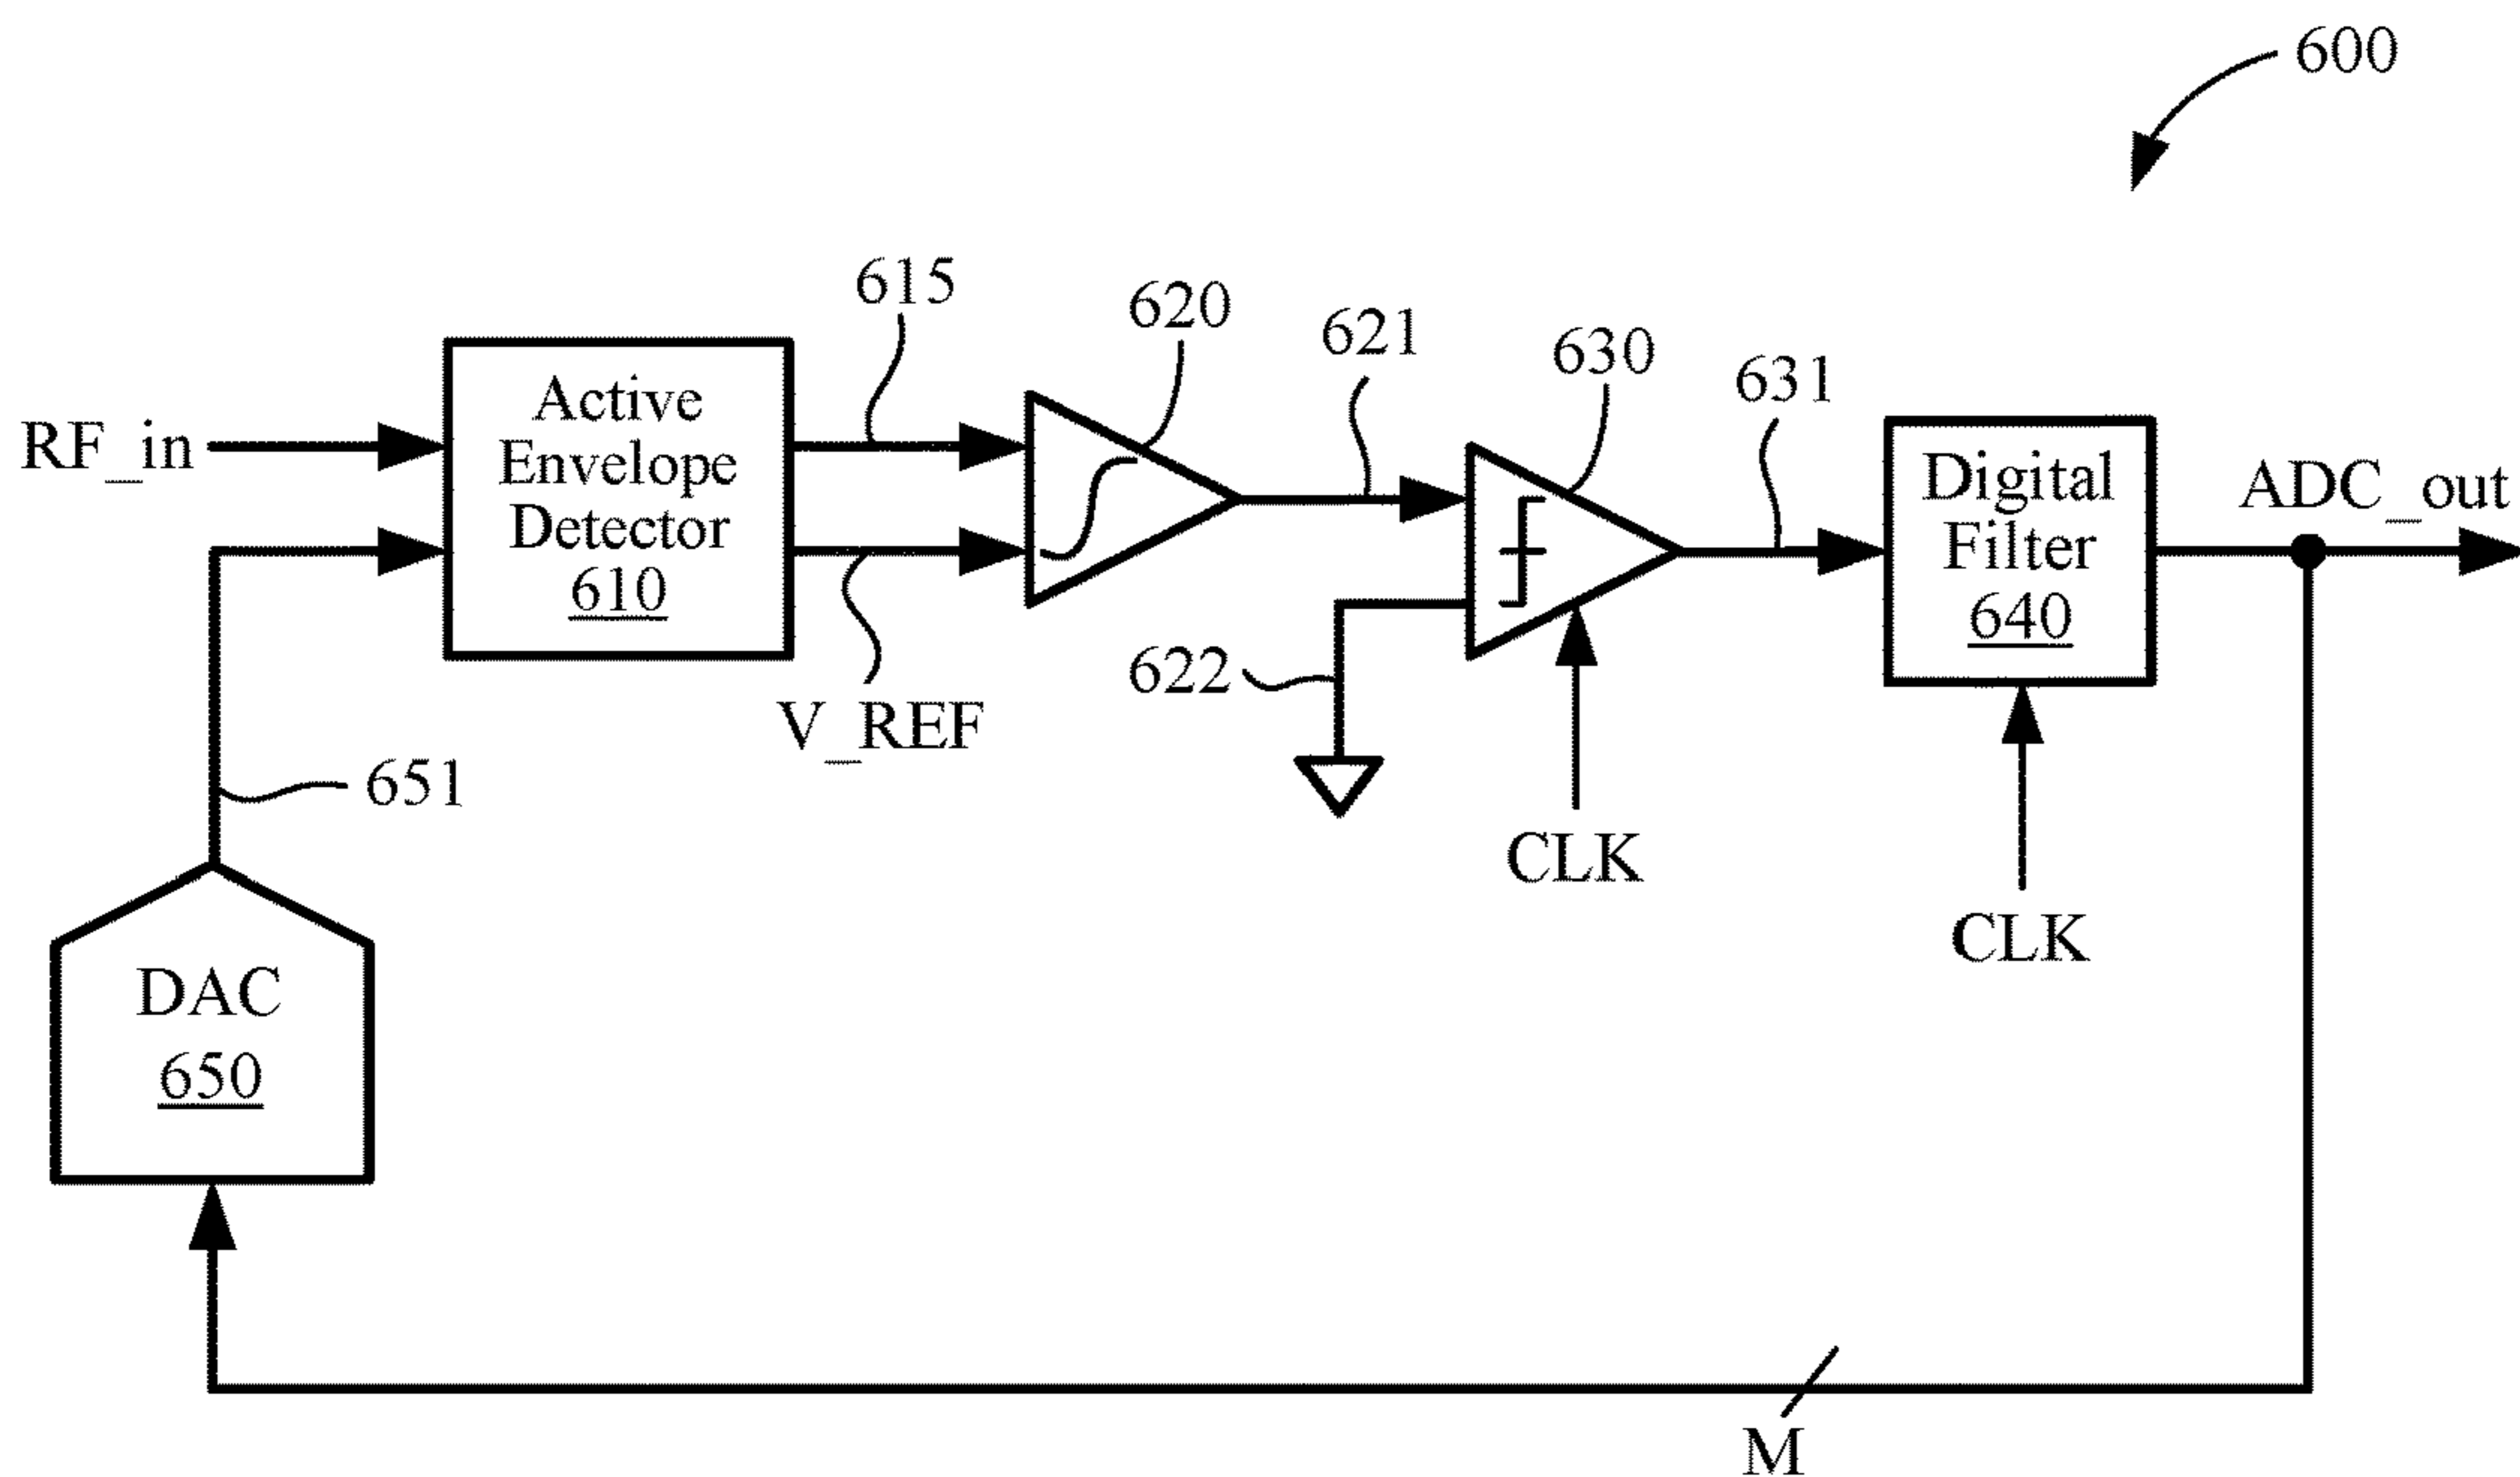 600
615
620
621
630
631
RF_in
Active
Envelope
Detector
610
Digital
Filter
640
ADC_out
622
V_REF
651
CLK
CLK
DAC
650
M